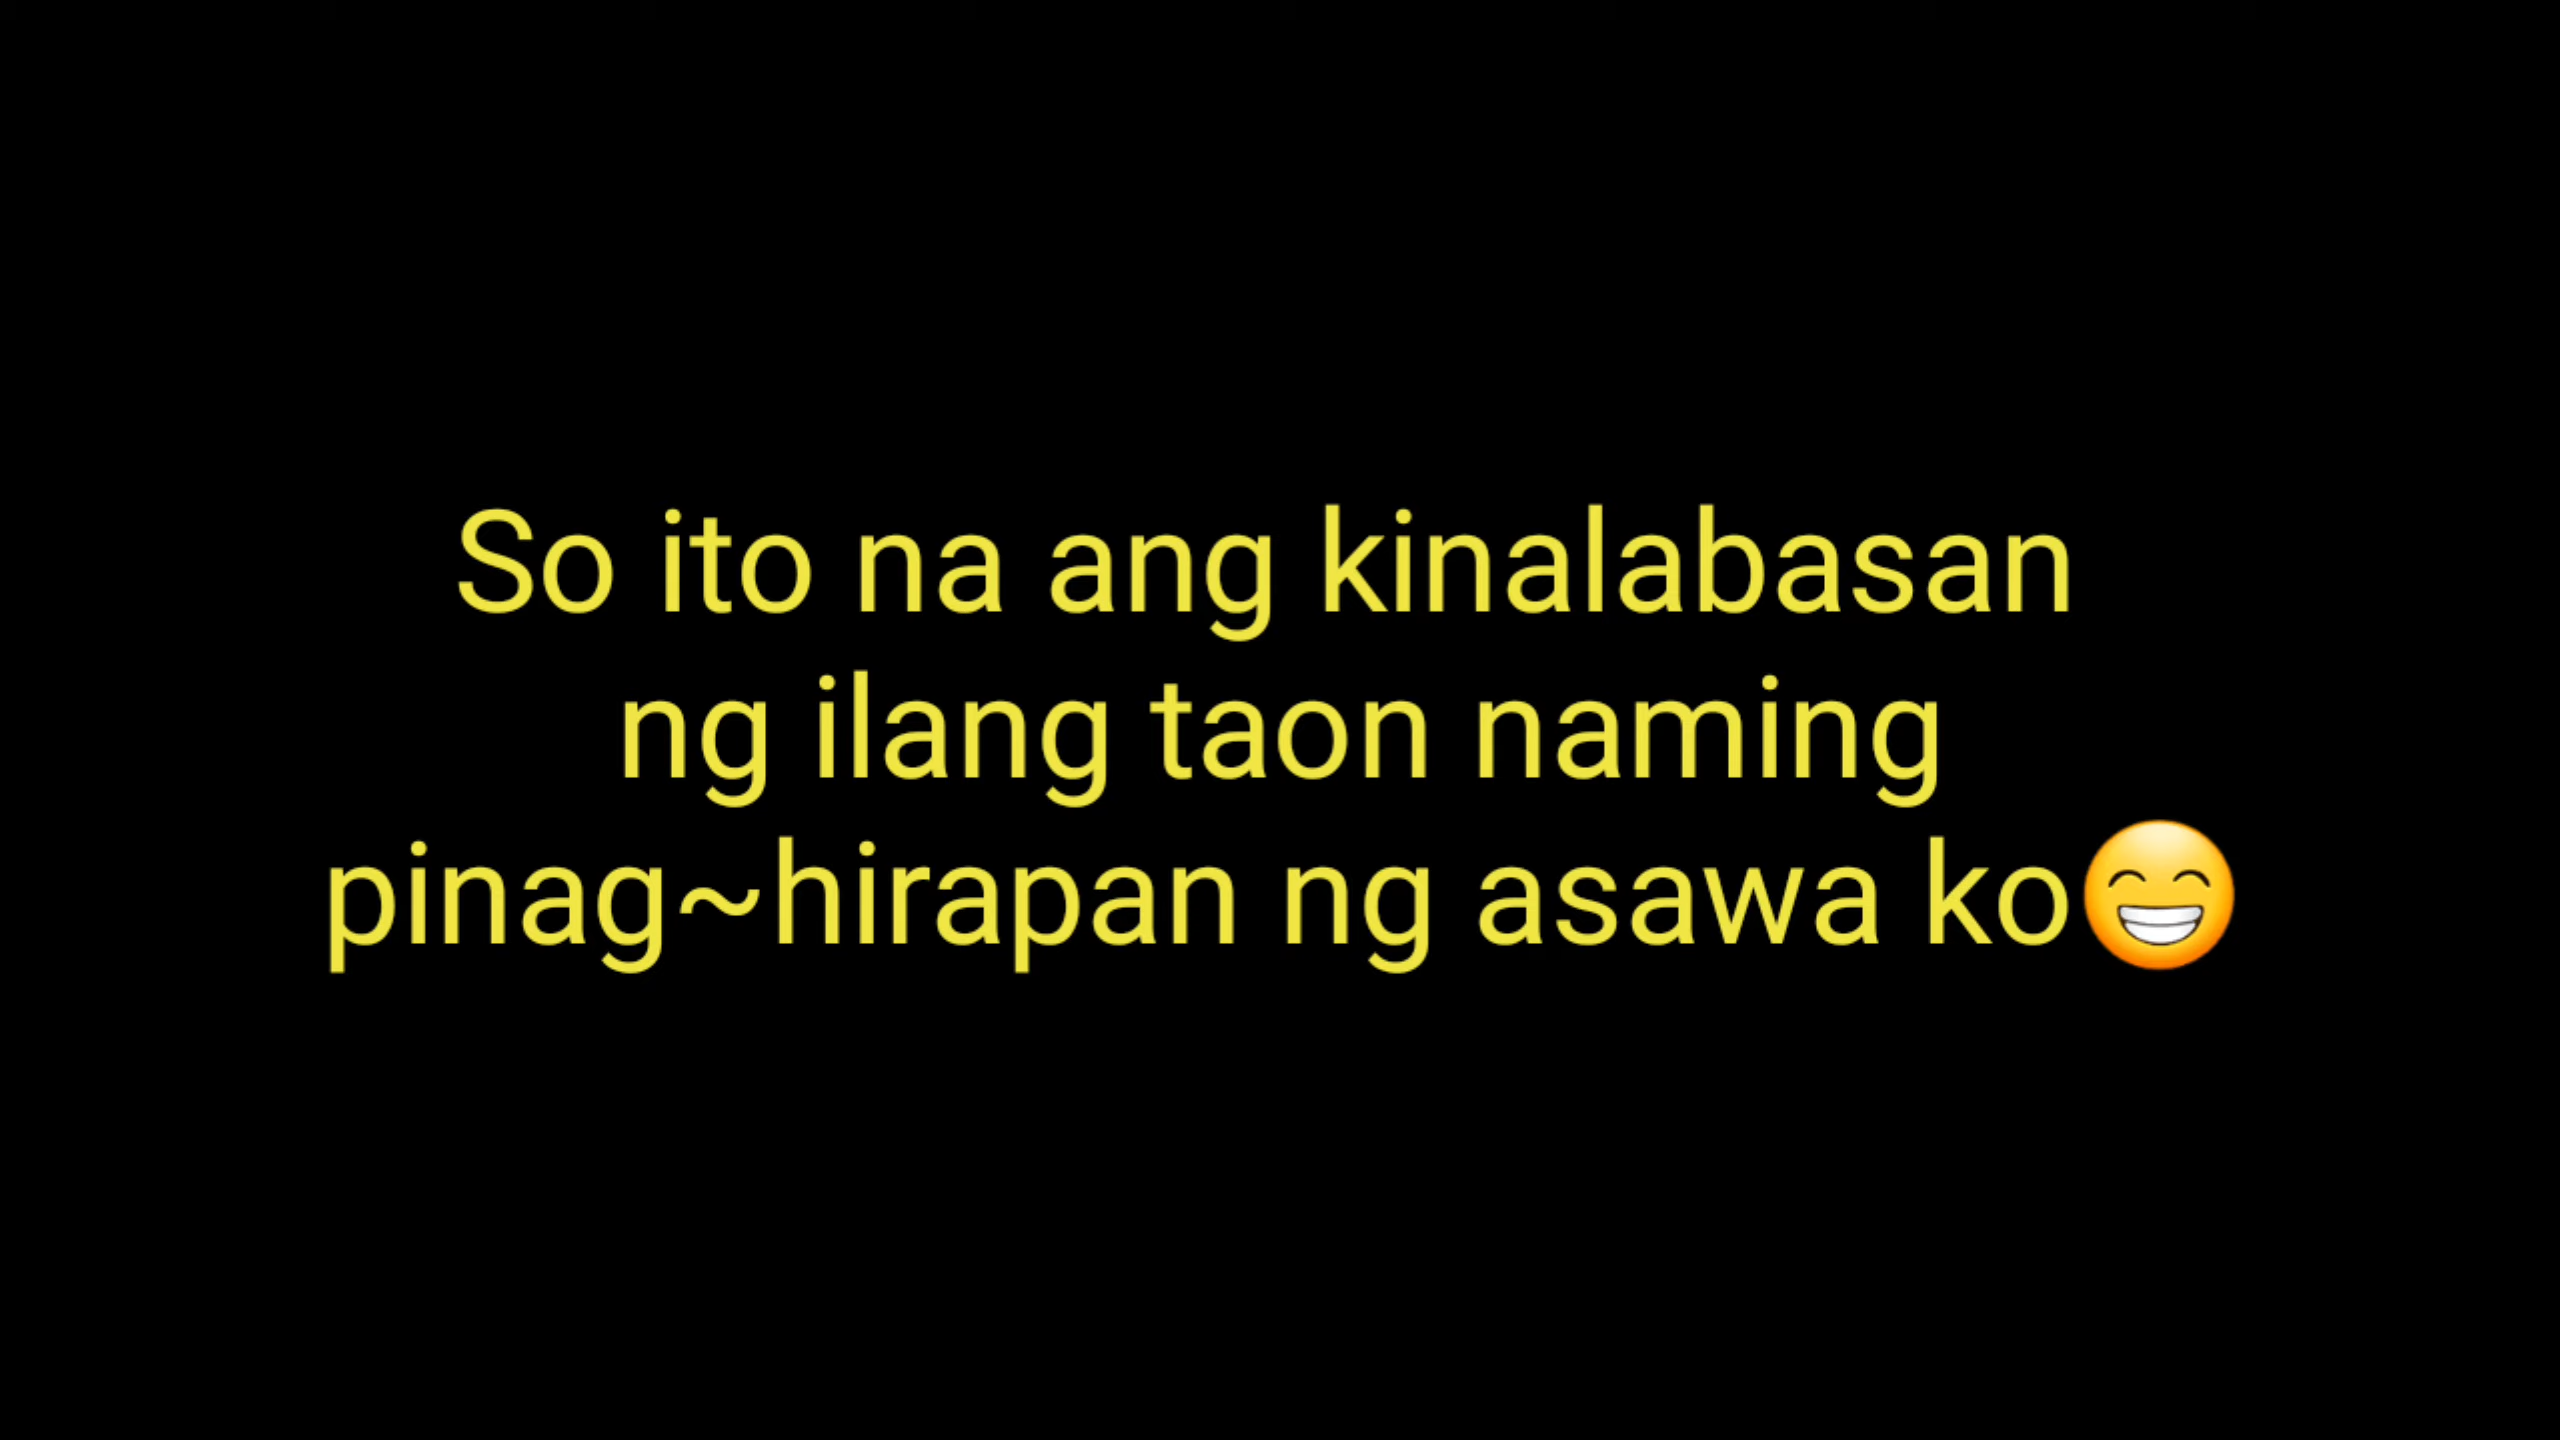 So ito na ang kinalabasan
ng ilang taon naming
pinag~hirapan ng asawa ko😁